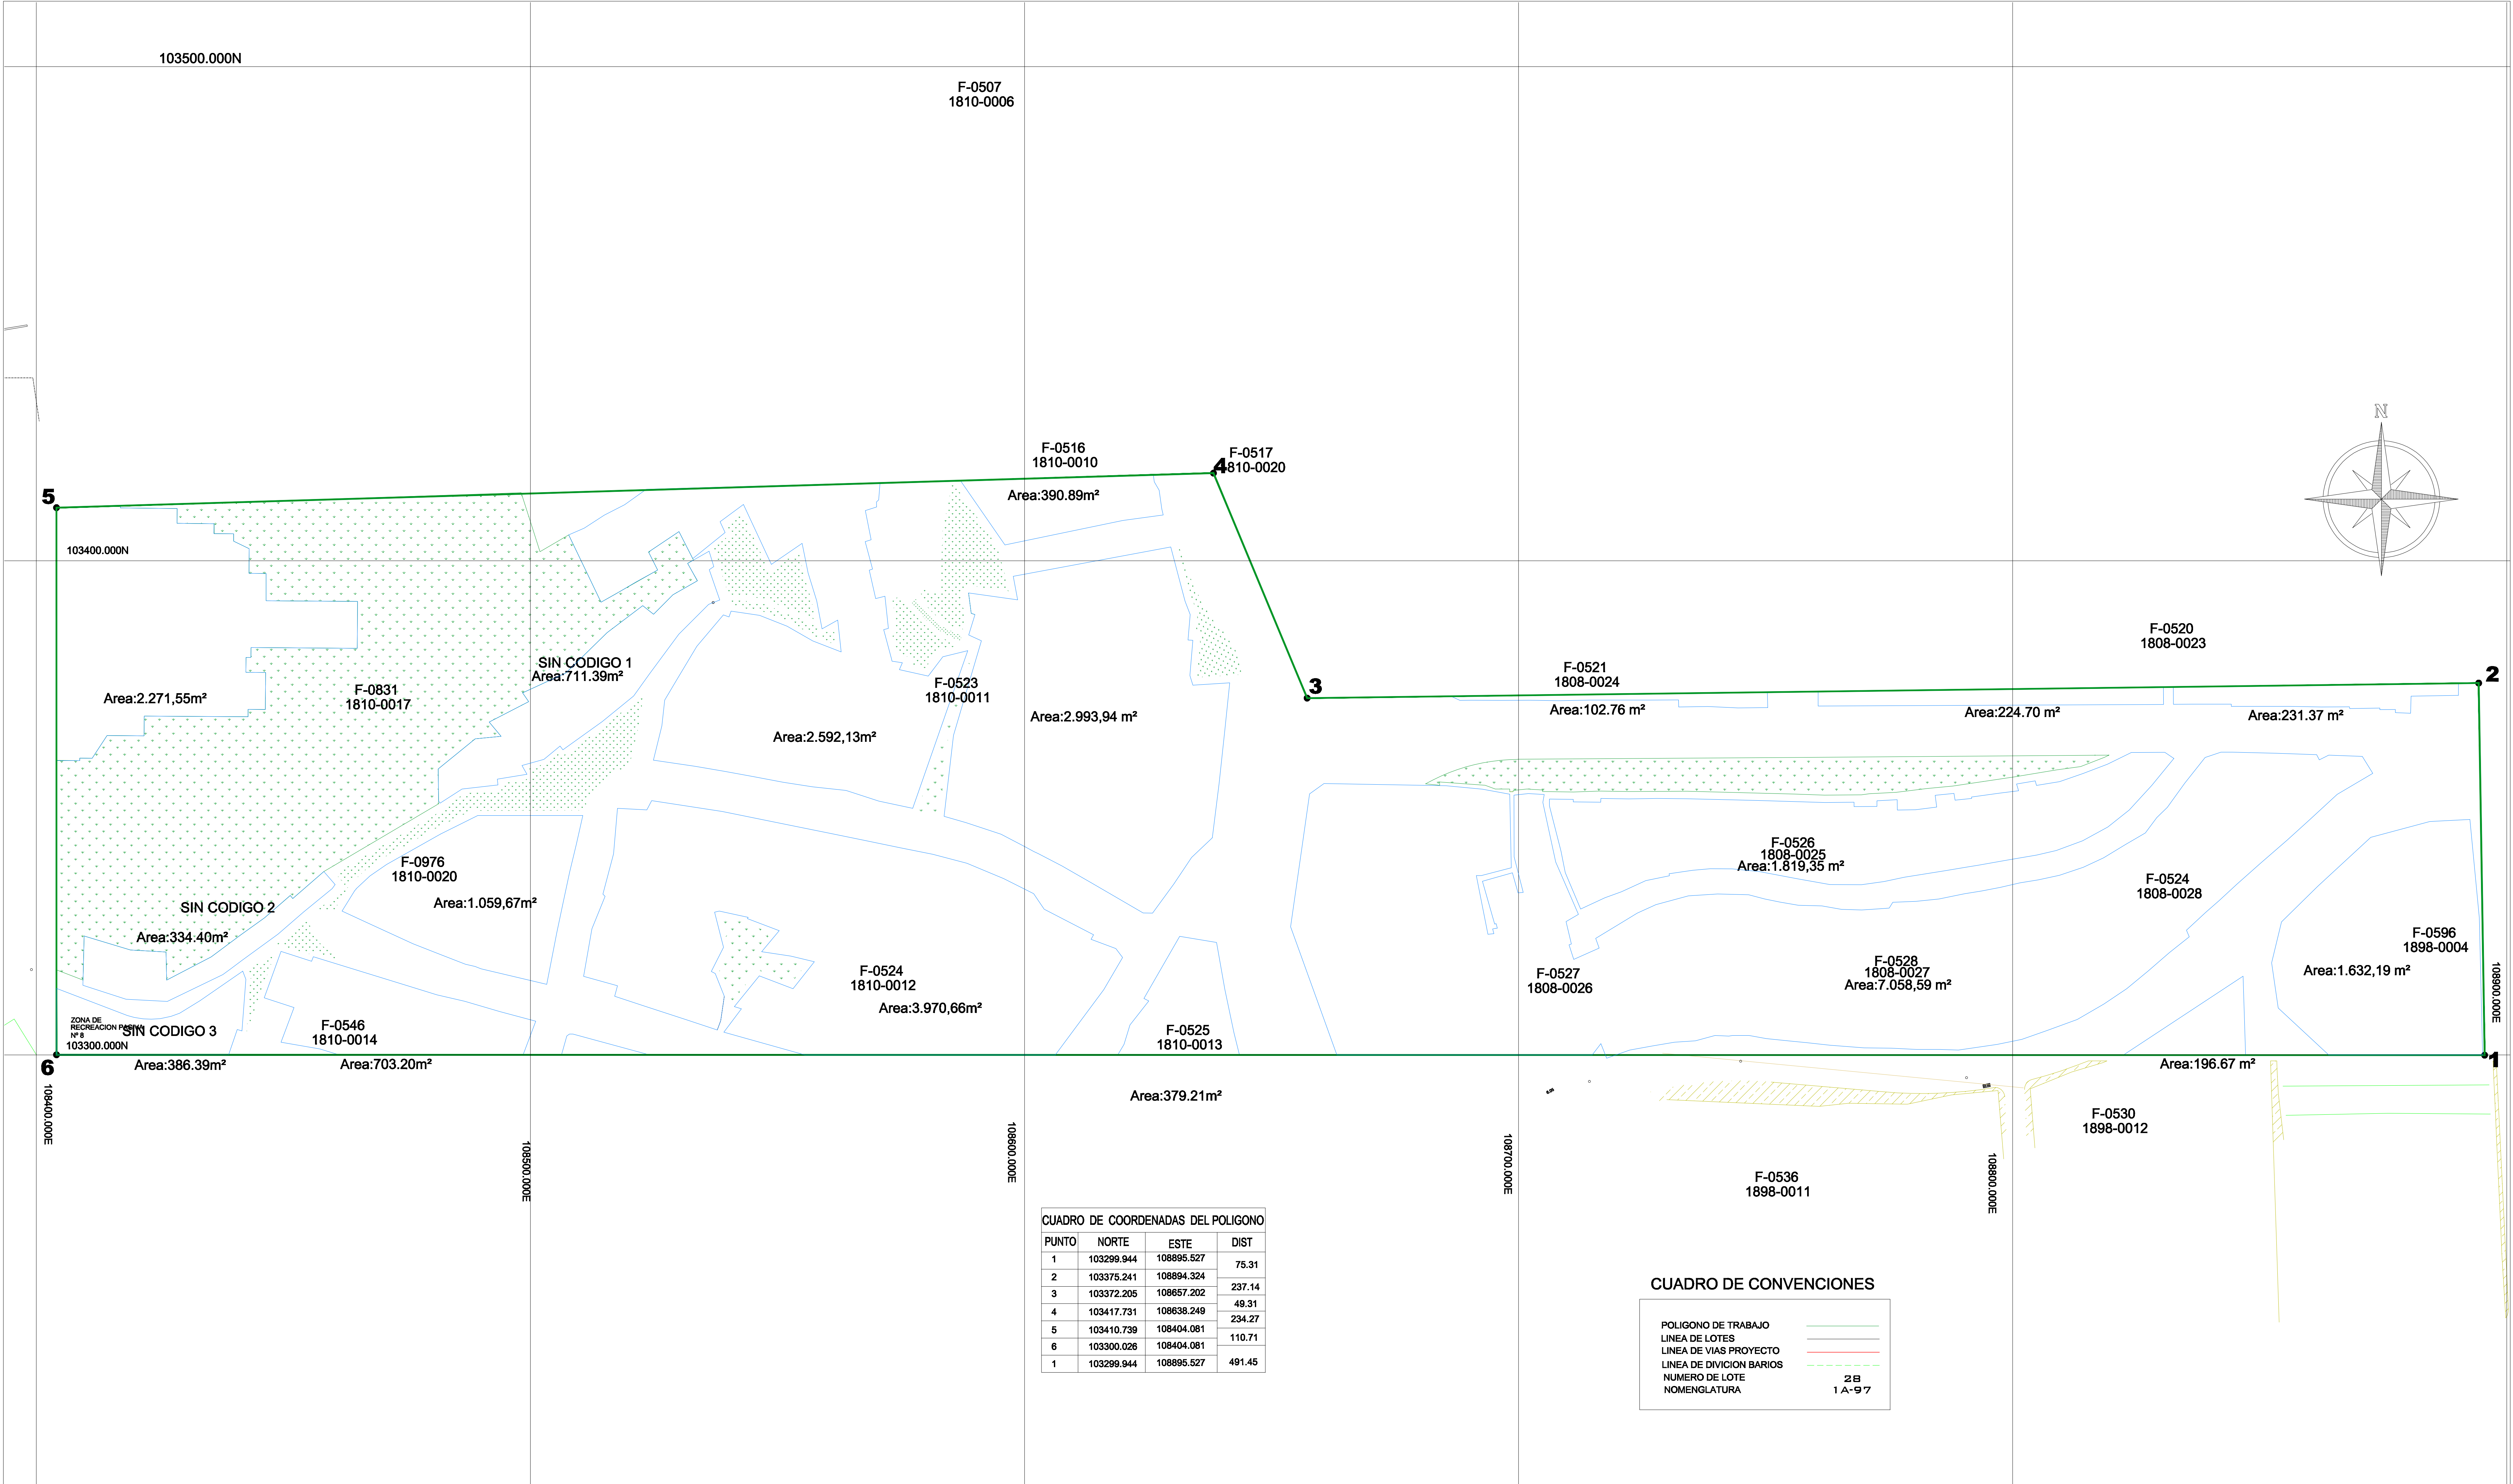 103500.000N
F-0507
1810-0006
N
F-0516
1810-0010
F-0517
1810-0020
4
5
Area:390.89m²
103400.000N
F-0520
1808-0023
SIN CODIGO 1
Area:711.39m²
F-0521
1808-0024
2
3
F-0523
1810-0011
F-0831
1810-0017
Area:2.271,55m²
Area:102.76 m²
Area:224.70 m²
Area:231.37 m²
Area:2.993,94 m²
Area:2.592,13m²
F-0526
1808-0025
Area:1.819,35 m²
F-0976
1810-0020
F-0524
1808-0028
Area:1.059,67m²
SIN CODIGO 2
Area:334.40m²
F-0596
1898-0004
F-0524
1810-0012
F-0527
1808-0026
F-0528
1808-0027
Area:7.058,59 m²
Area:1.632,19 m²
108900.000E
Area:3.970,66m²
ZONA DE
RECREACION PASIVA
Nº 8
SIN CODIGO 3
103300.000N
F-0546
1810-0014
F-0525
1810-0013
6
1
Area:386.39m²
Area:703.20m²
Area:196.67 m²
Area:379.21m²
108400.000E
108500.000E
108600.000E
108700.000E
108800.000E
F-0530
1898-0012
F-0536
1898-0011
CUADRO DE COORDENADAS DEL POLIGONO
PUNTO NORTE ESTE DIST
1 103299.944 108895.527
75.31
2 103375.241 108894.324
237.14
3 103372.205 108657.202
49.31
4 103417.731 108638.249
234.27
5 103410.739 108404.081
110.71
6 103300.026 108404.081
491.45
1 103299.944 108895.527
CUADRO DE CONVENCIONES
POLIGONO DE TRABAJO
LINEA DE LOTES
LINEA DE VIAS PROYECTO
LINEA DE DIVICION BARIOS
NUMERO DE LOTE 28
NOMENGLATURA 1A-97